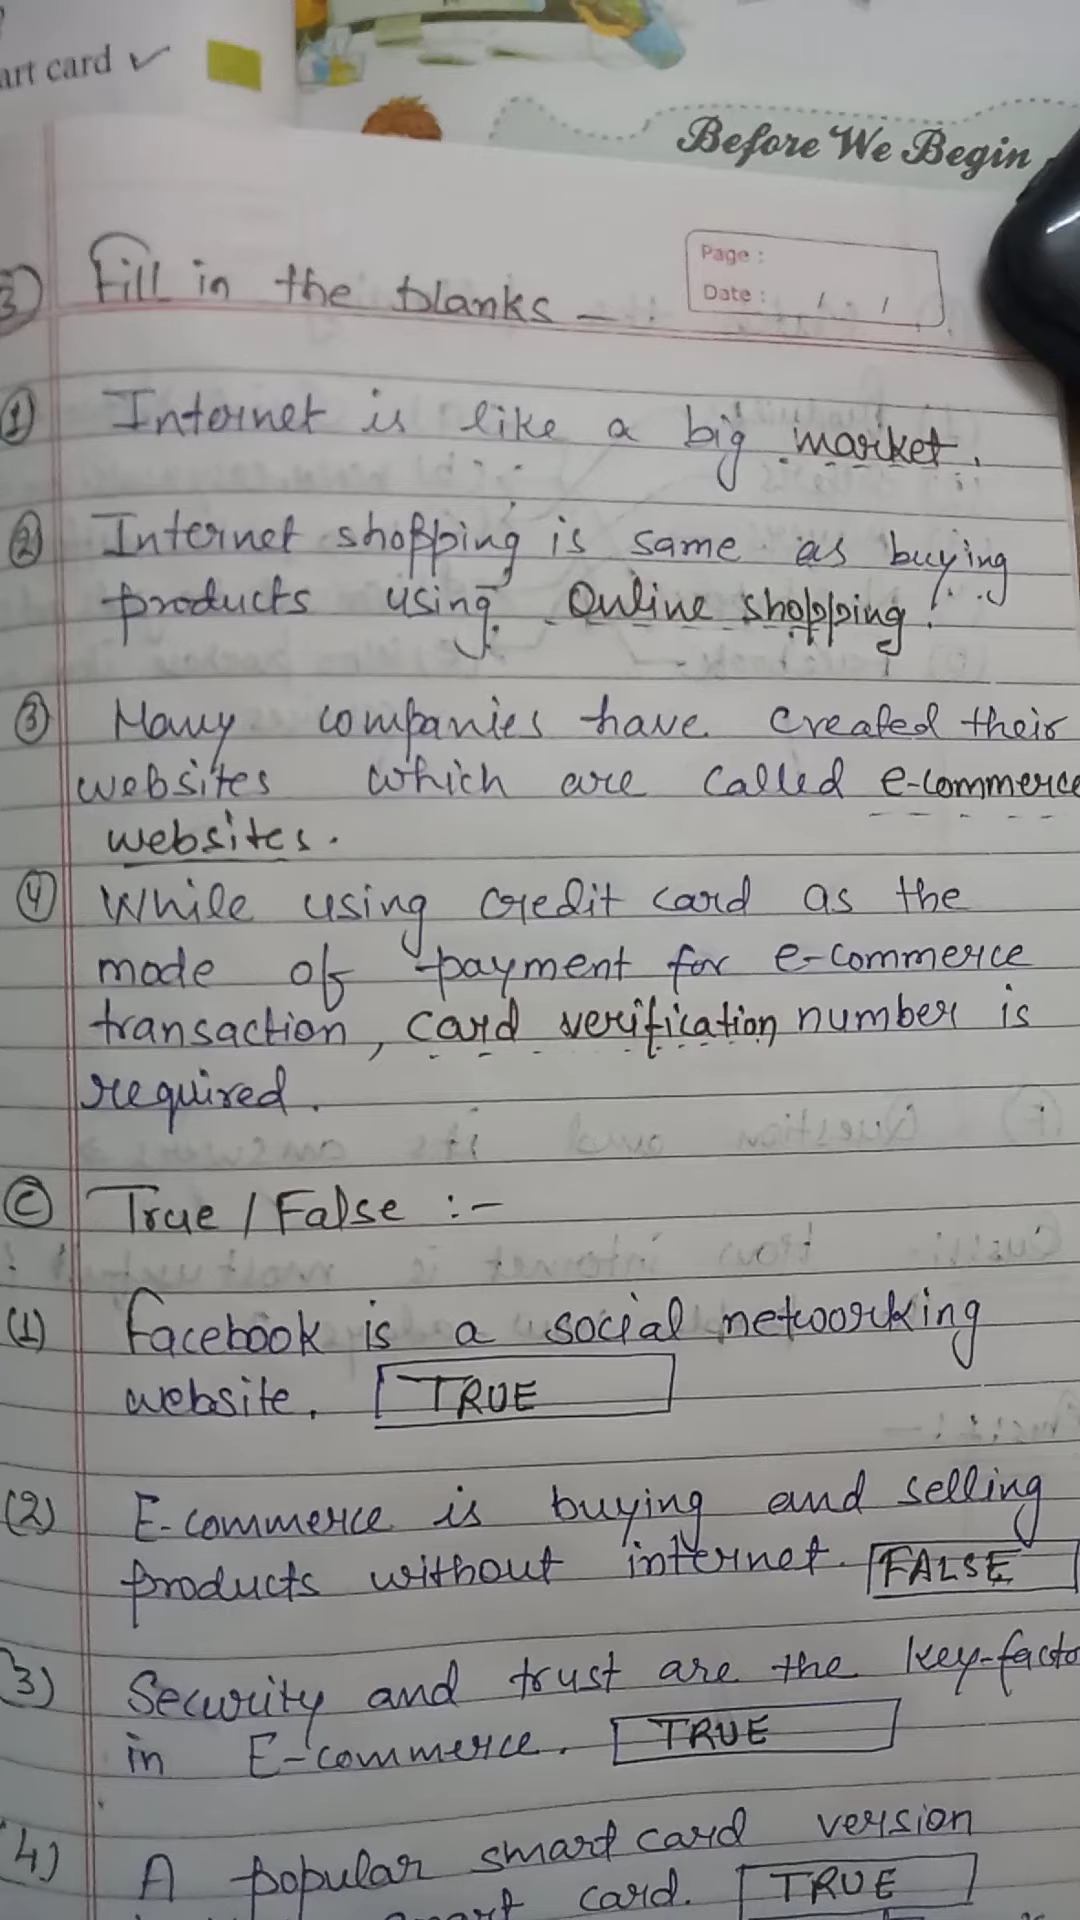 art card ✓
Before We Begin
Page :
Date : / /
Fill in the blanks -
① Internet is like a big market.
② Internet shopping is same as buying
products using Online shopping.
③ Many companies have created their
websites which are called e-commerce
websites.
④ While using credit card as the
mode of payment for e-commerce
transaction, card verification number is
required.
Ⓒ True / False :-
(1) Facebook is a social networking
website. TRUE
(2) E-commerce is buying and selling
products without internet. FALSE
3) Security and trust are the key-facto
in E-commerce. TRUE
4) A popular smart card version
card. TRUE